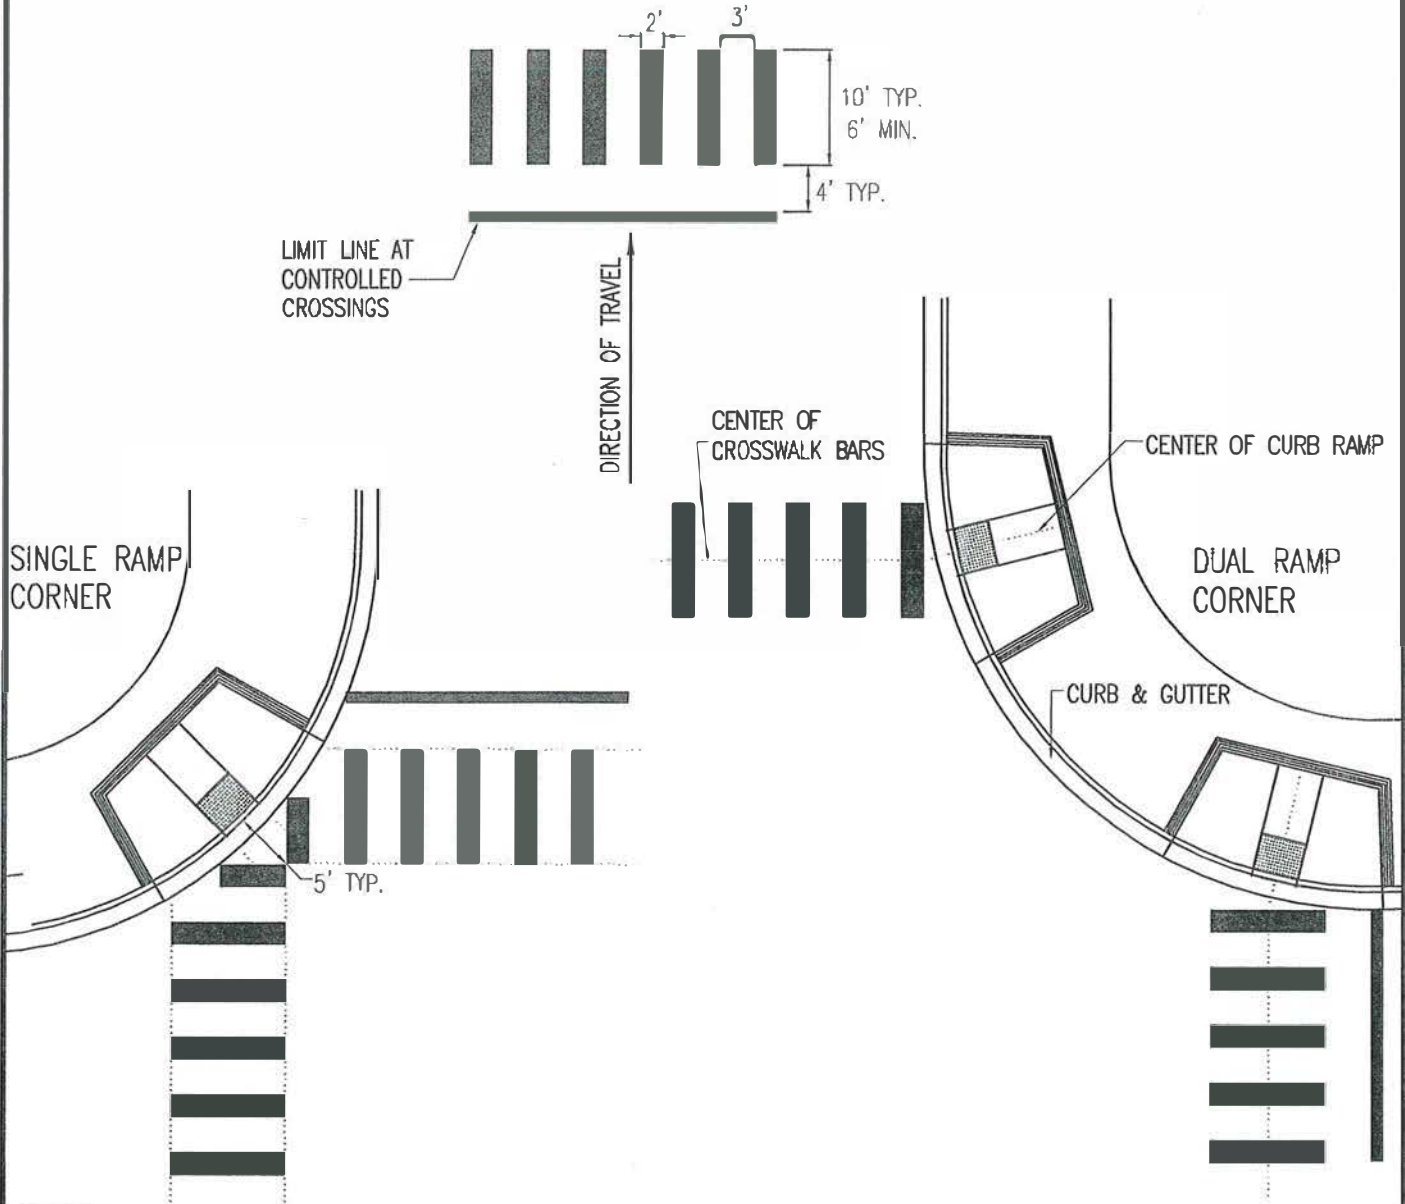 2'
3'
10' TYP.
6' MIN.
4' TYP.
LIMIT LINE AT
CONTROLLED
CROSSINGS
DIRECTION OF TRAVEL
CENTER OF
CROSSWALK BARS
CENTER OF CURB RAMP
SINGLE RAMP
CORNER
DUAL RAMP
CORNER
CURB & GUTTER
5' TYP.